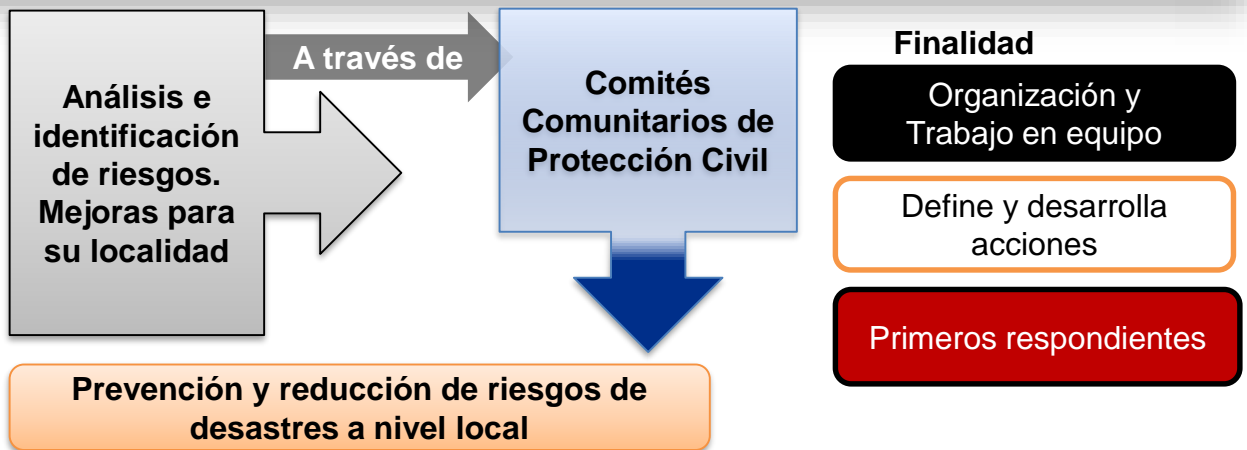 Análisis e
identificación
de riesgos.
Mejoras para
su localidad
A través de
Comités
Comunitarios de
Protección Civil
Prevención y reducción de riesgos de
desastres a nivel local
Finalidad
Organización y
Trabajo en equipo
Define y desarrolla
acciones
Primeros respondientes